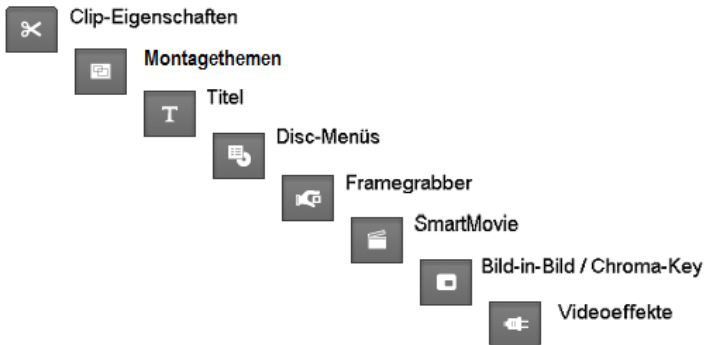 Clip-Eigenschaften
Montagethemen
T
Titel
Disc-Menüs
Framegrabber
SmartMovie
Bild-in-Bild / Chroma-Key
Videoeffekte